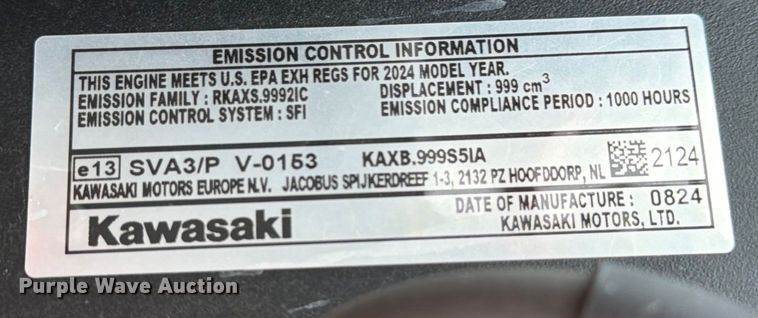 EMISSION CONTROL INFORMATION
THIS ENGINE MEETS U.S. EPA EXH REGS FOR 2024 MODEL YEAR.
EMISSION FAMILY : RKAXS.9992IC DISPLACEMENT : 999 cm³
EMISSION CONTROL SYSTEM : SFI EMISSION COMPLIANCE PERIOD : 1000 HOURS
e13 SVA3/P V-0153 KAXB.999S5IA 2124
KAWASAKI MOTORS EUROPE N.V. JACOBUS SPIJKERDREEF 1-3, 2132 PZ HOOFDDORP, NL
DATE OF MANUFACTURE : 0824
Kawasaki KAWASAKI MOTORS, LTD.
Purple Wave Auction